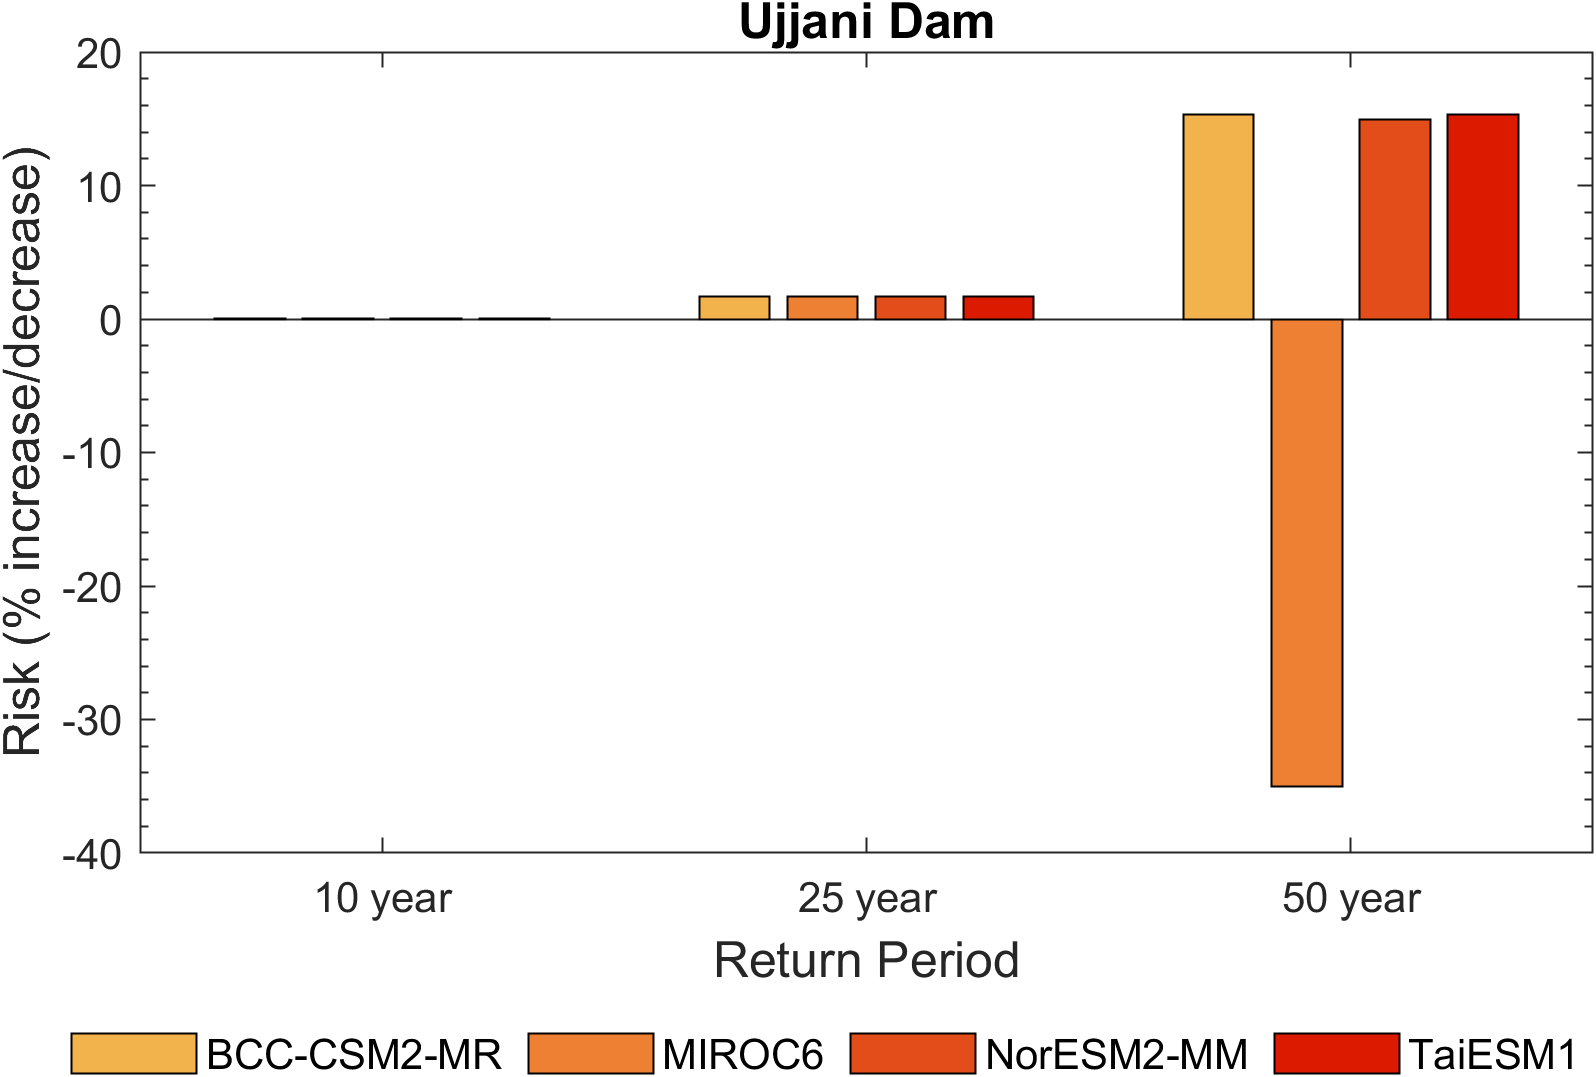 Ujjani Dam
Risk (% increase/decrease)
20
10
0
-10
-20
-30
-40
10 year
25 year
50 year
Return Period
BCC-CSM2-MR
MIROC6
NorESM2-MM
TaiESM1